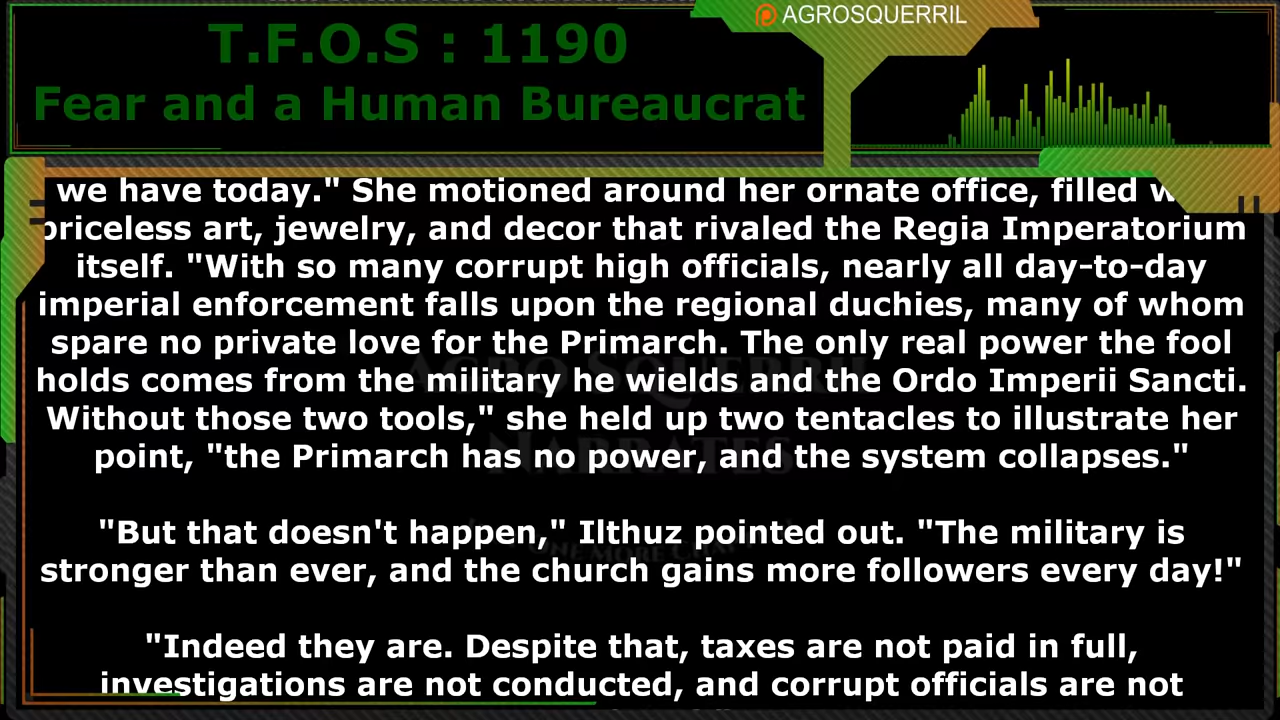 AGROSQUERRIL
T.F.O.S : 1190
Fear and a Human Bureaucrat
we have today." She motioned around her ornate office, filled
priceless art, jewelry, and decor that rivaled the Regia Imperatorium
itself. "With so many corrupt high officials, nearly all day-to-day
imperial enforcement falls upon the regional duchies, many of whom
spare no private love for the Primarch. The only real power the fool
holds comes from the military he wields and the Ordo Imperii Sancti.
Without those two tools," she held up two tentacles to illustrate her
point, "the Primarch has no power, and the system collapses."
"But that doesn't happen," Ilthuz pointed out. "The military is
stronger than ever, and the church gains more followers every day!"
"Indeed they are. Despite that, taxes are not paid in full,
investigations are not conducted, and corrupt officials are not
AGRO SQUERRIL
NARRATES